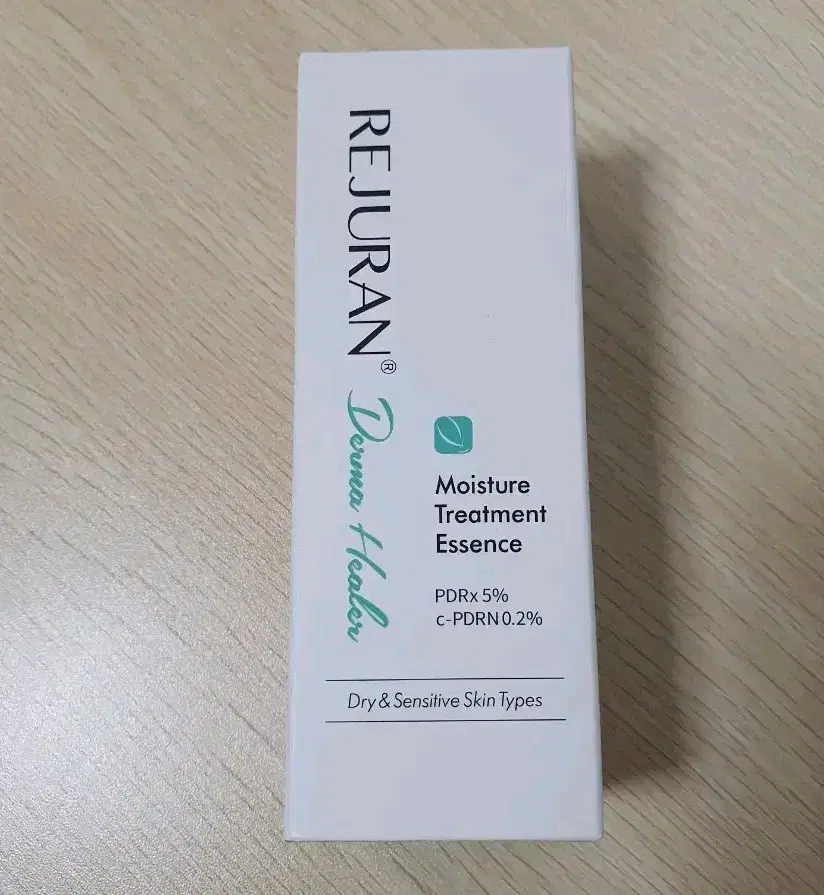 REJURAN®
Derma Healer
Moisture
Treatment
Essence
PDRx 5%
c-PDRN 0.2%
Dry & Sensitive Skin Types